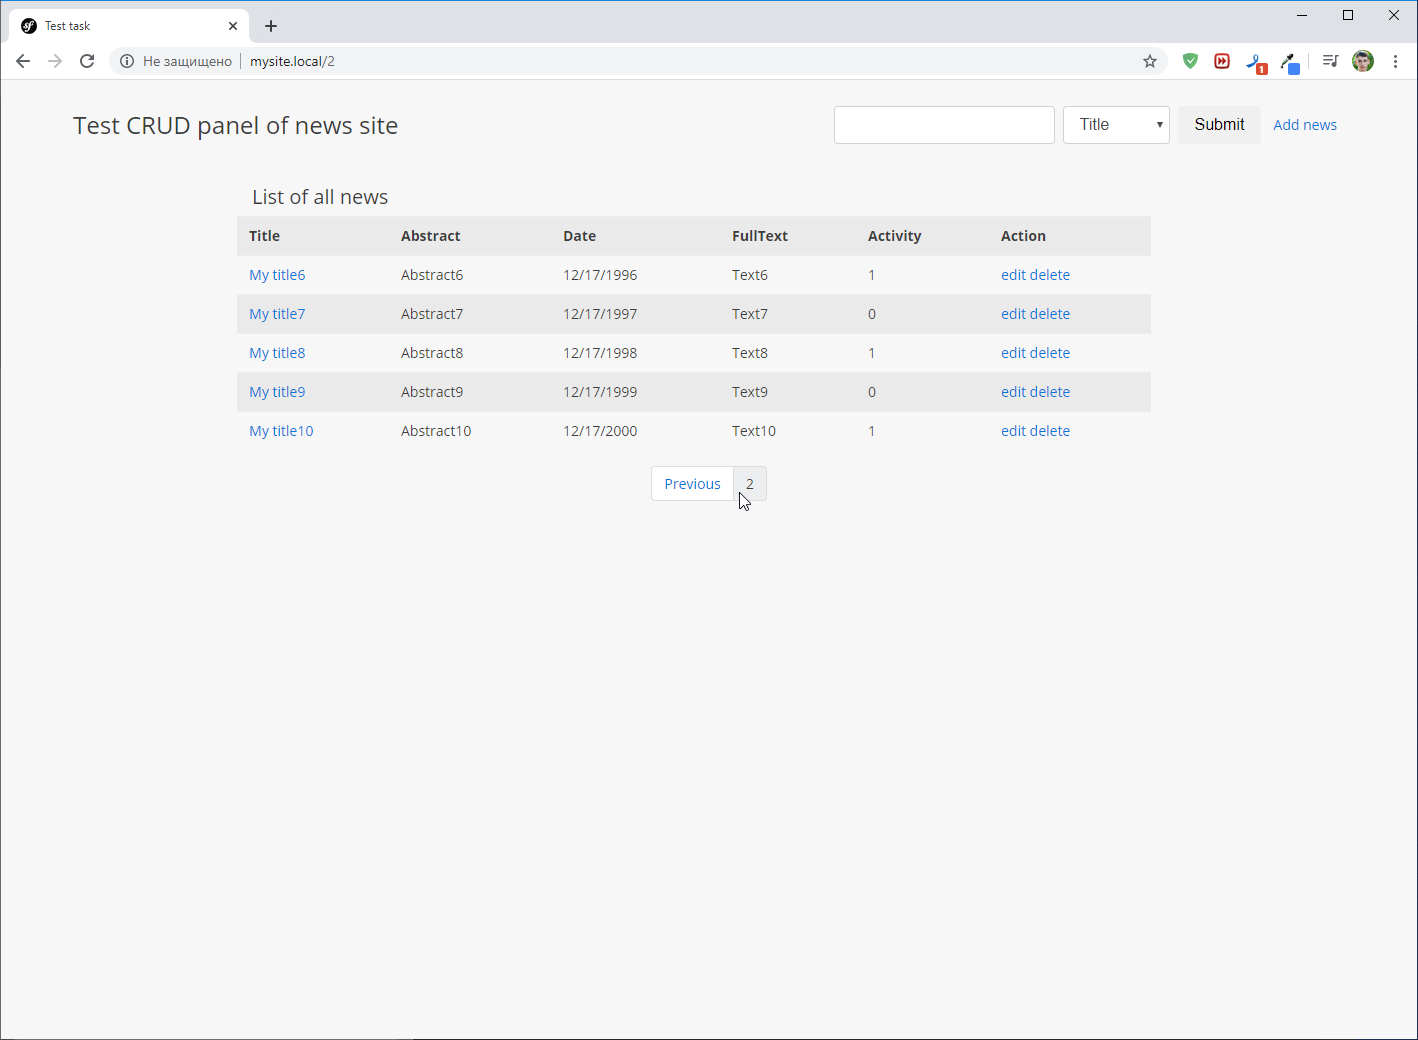 Test task
Не защищено mysite.local/2
1
Test CRUD panel of news site
Title Submit Add news
List of all news
Title Abstract Date FullText Activity Action
My title6 Abstract6 12/17/1996 Text6 1 edit delete
My title7 Abstract7 12/17/1997 Text7 0 edit delete
My title8 Abstract8 12/17/1998 Text8 1 edit delete
My title9 Abstract9 12/17/1999 Text9 0 edit delete
My title10 Abstract10 12/17/2000 Text10 1 edit delete
Previous 2